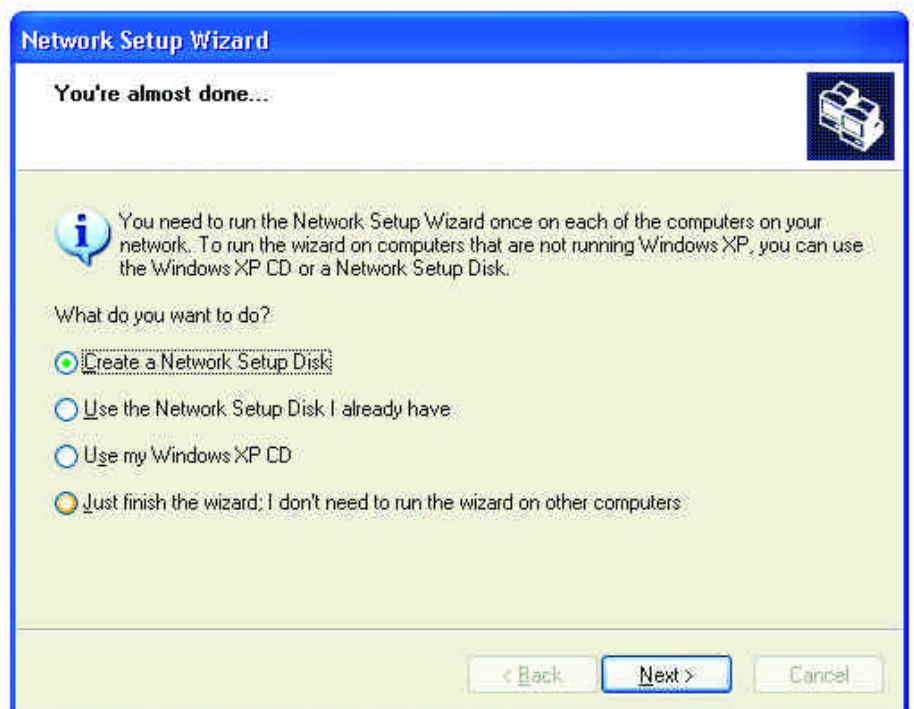 Network Setup Wizard
You're almost done...
You need to run the Network Setup Wizard once on each of the computers on your
network. To run the wizard on computers that are not running Windows XP, you can use
the Windows XP CD or a Network Setup Disk.
What do you want to do?
Create a Network Setup Disk
Use the Network Setup Disk I already have
Use my Windows XP CD
Just finish the wizard; I don't need to run the wizard on other computers
< Back
Next >
Cancel